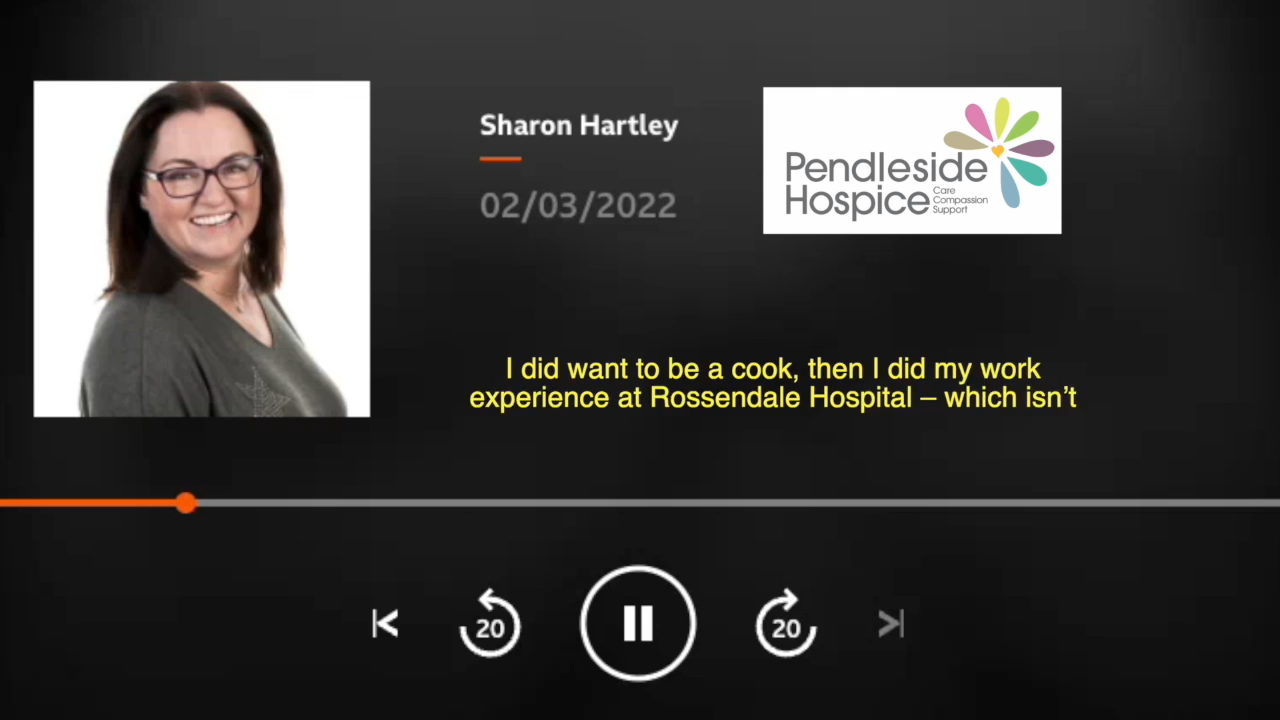 Sharon Hartley
02/03/2022
Pendleside
Hospice
Care
Compassion
Support
I did want to be a cook, then I did my work
experience at Rossendale Hospital – which isn’t
20
20